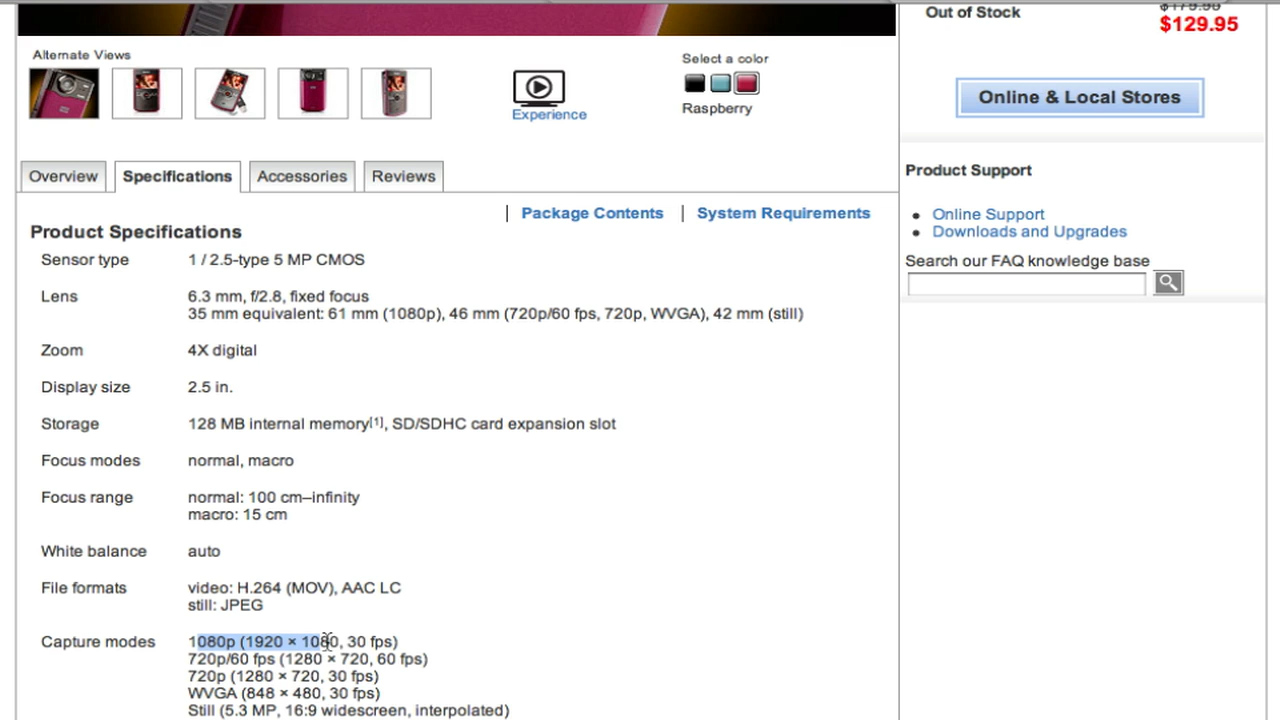 Out of Stock
$179.95
$129.95
Alternate Views
Select a color
Experience
Raspberry
Online & Local Stores
Overview
Specifications
Accessories
Reviews
Product Support
Package Contents
System Requirements
Online Support
Downloads and Upgrades
Search our FAQ knowledge base
Product Specifications
Sensor type 1 / 2.5-type 5 MP CMOS
Lens 6.3 mm, f/2.8, fixed focus
35 mm equivalent: 61 mm (1080p), 46 mm (720p/60 fps, 720p, WVGA), 42 mm (still)
Zoom 4X digital
Display size 2.5 in.
Storage 128 MB internal memory[1], SD/SDHC card expansion slot
Focus modes normal, macro
Focus range normal: 100 cm–infinity
macro: 15 cm
White balance auto
File formats video: H.264 (MOV), AAC LC
still: JPEG
Capture modes 1080p (1920 × 1080, 30 fps)
720p/60 fps (1280 × 720, 60 fps)
720p (1280 × 720, 30 fps)
WVGA (848 × 480, 30 fps)
Still (5.3 MP, 16:9 widescreen, interpolated)